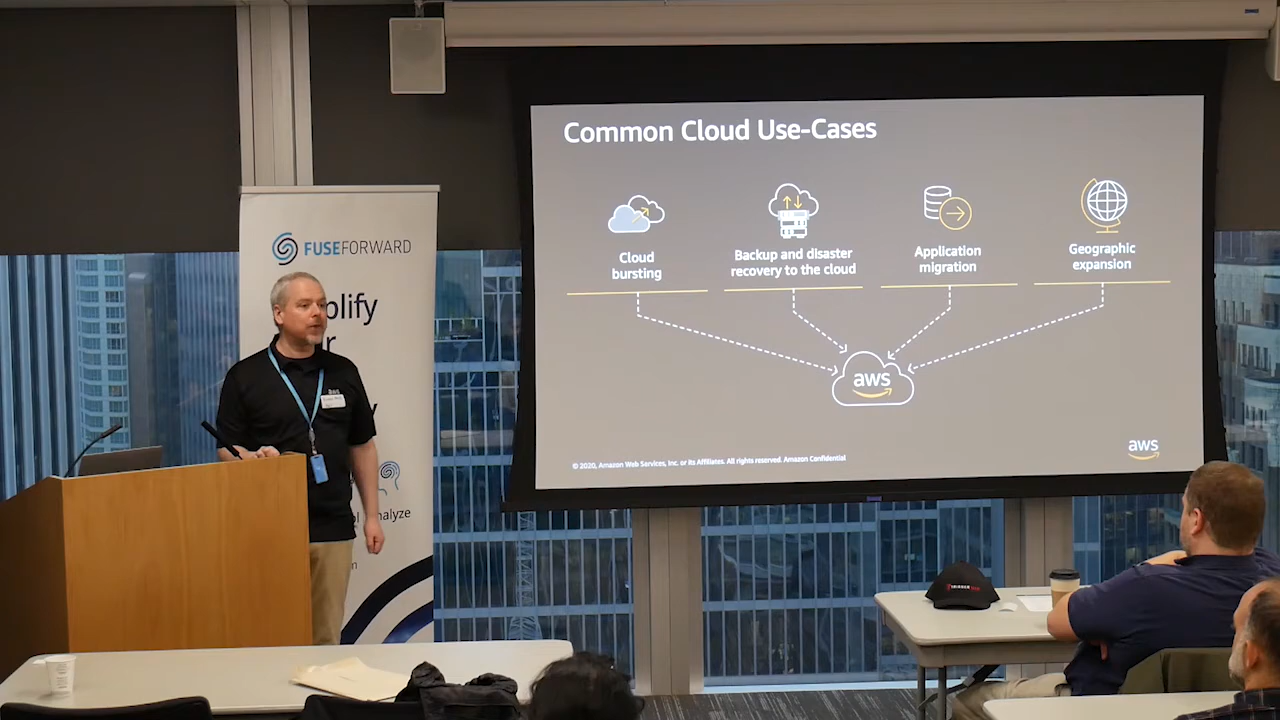 Common Cloud Use-Cases
Cloud
bursting
Backup and disaster
recovery to the cloud
Application
migration
Geographic
expansion
aws
© 2020, Amazon Web Services, Inc. or its Affiliates. All rights reserved. Amazon Confidential
aws
FUSEFORWARD
plify
r
y
nalyze